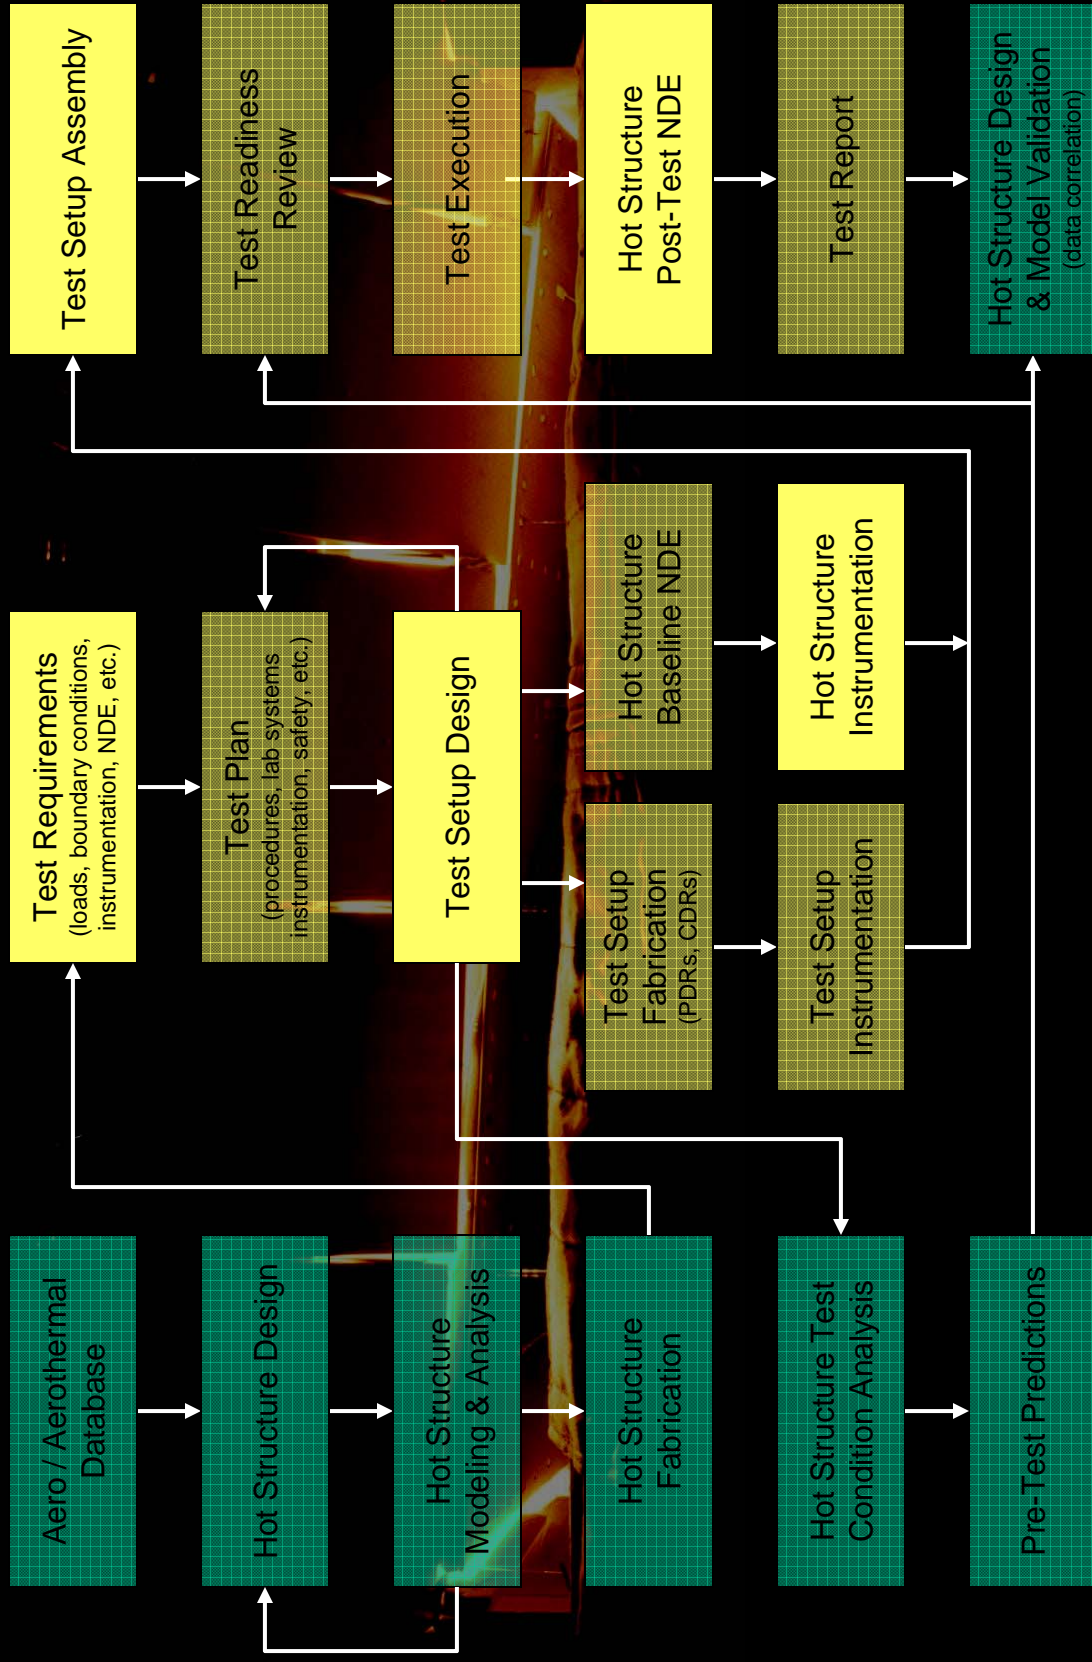 Aero / Aerothermal
Database
Hot Structure Design
Hot Structure
Modeling & Analysis
Hot Structure
Fabrication
Hot Structure Test
Condition Analysis
Pre-Test Predictions
Test Requirements
(loads, boundary conditions,
instrumentation, NDE, etc.)
Test Plan
(procedures, lab systems
instrumentation, safety, etc.)
Test Setup Design
Test Setup
Fabrication
(PDRs, CDRs)
Hot Structure
Baseline NDE
Test Setup
Instrumentation
Hot Structure
Instrumentation
Test Setup Assembly
Test Readiness
Review
Test Execution
Hot Structure
Post-Test NDE
Test Report
Hot Structure Design
& Model Validation
(data correlation)